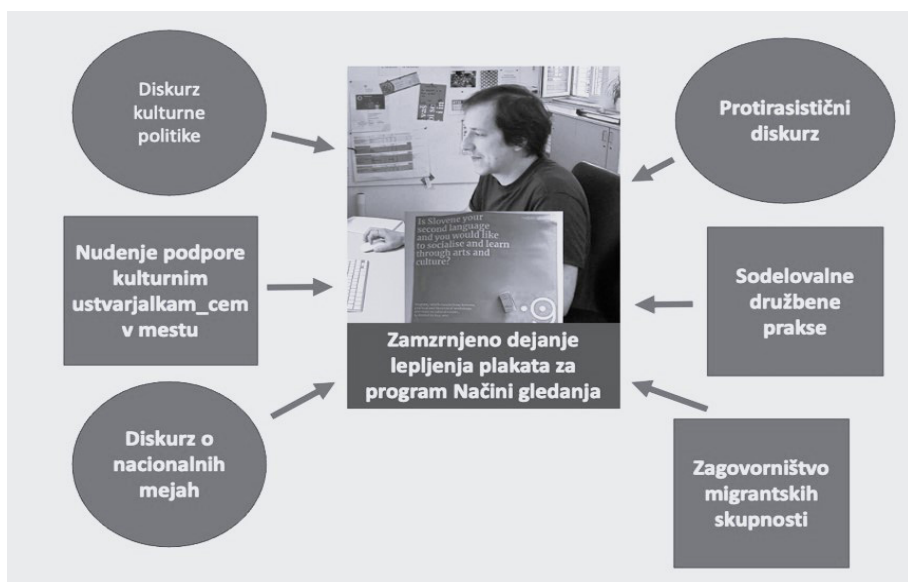 Diskurz
kulturne
politike
Nudenje podpore
kulturnim
ustvarjalkam_cem
v mestu
Diskurz o
nacionalnih
mejah
Is Slovene your
second language
and you would like
to socialise and learn
through arts and
culture?
Zamzrnjeno dejanje
lepljenja plakata za
program Načini gledanja
Protirasistični
diskurz
Sodelovalne
družbene
prakse
Zagovorništvo
migrantskih
skupnosti